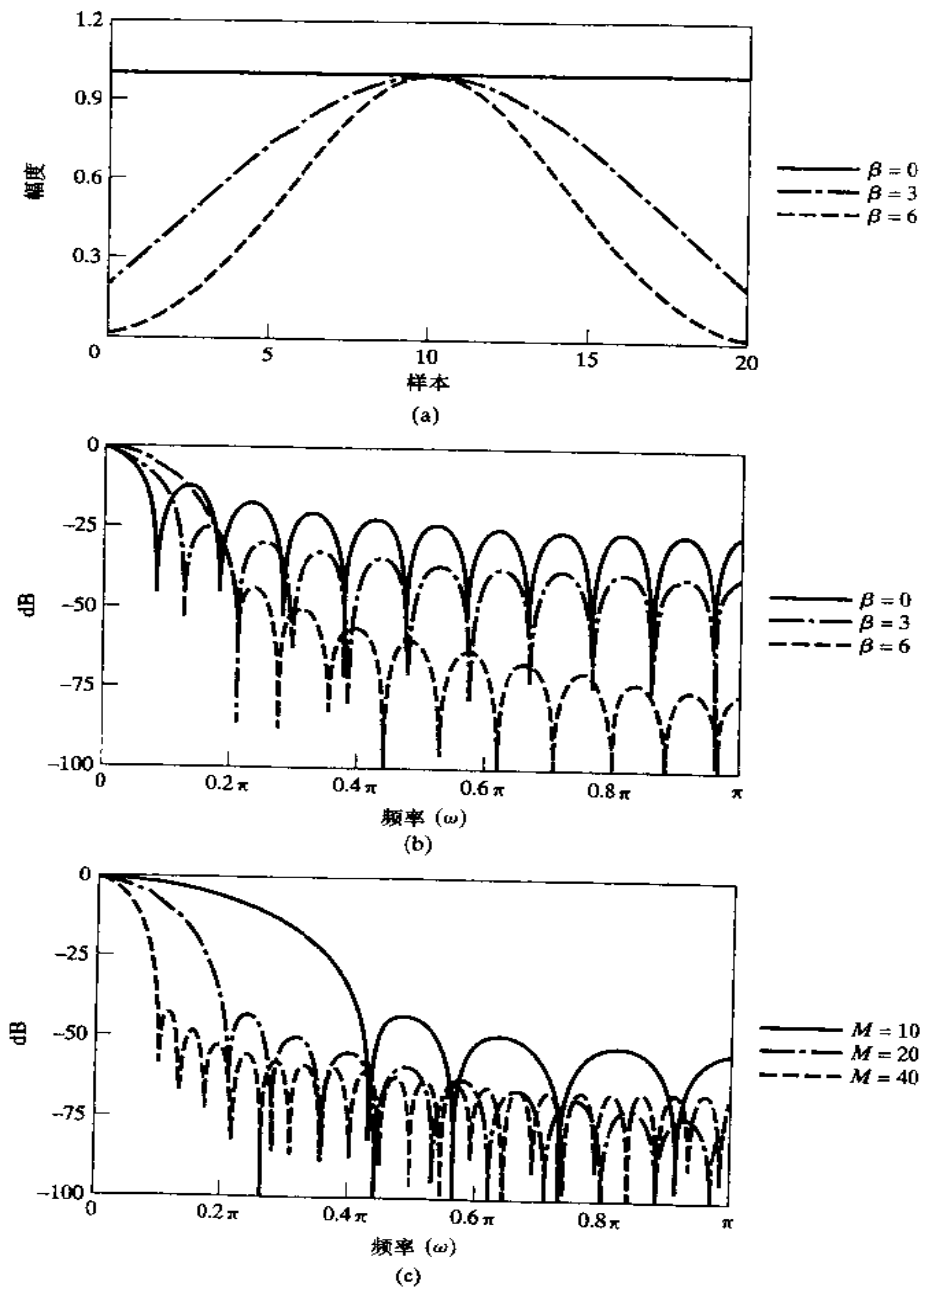 1.2
0.9
0.6
0.3
0
幅度
5
10
15
20
样本
(a)
β = 0
β = 3
β = 6
0
−25
−50
−75
−100
dB
0
0.2π
0.4π
0.6π
0.8π
π
频率 (ω)
(b)
β = 0
β = 3
β = 6
0
−25
−50
−75
−100
dB
0
0.2π
0.4π
0.6π
0.8π
π
频率 (ω)
(c)
M = 10
M = 20
M = 40